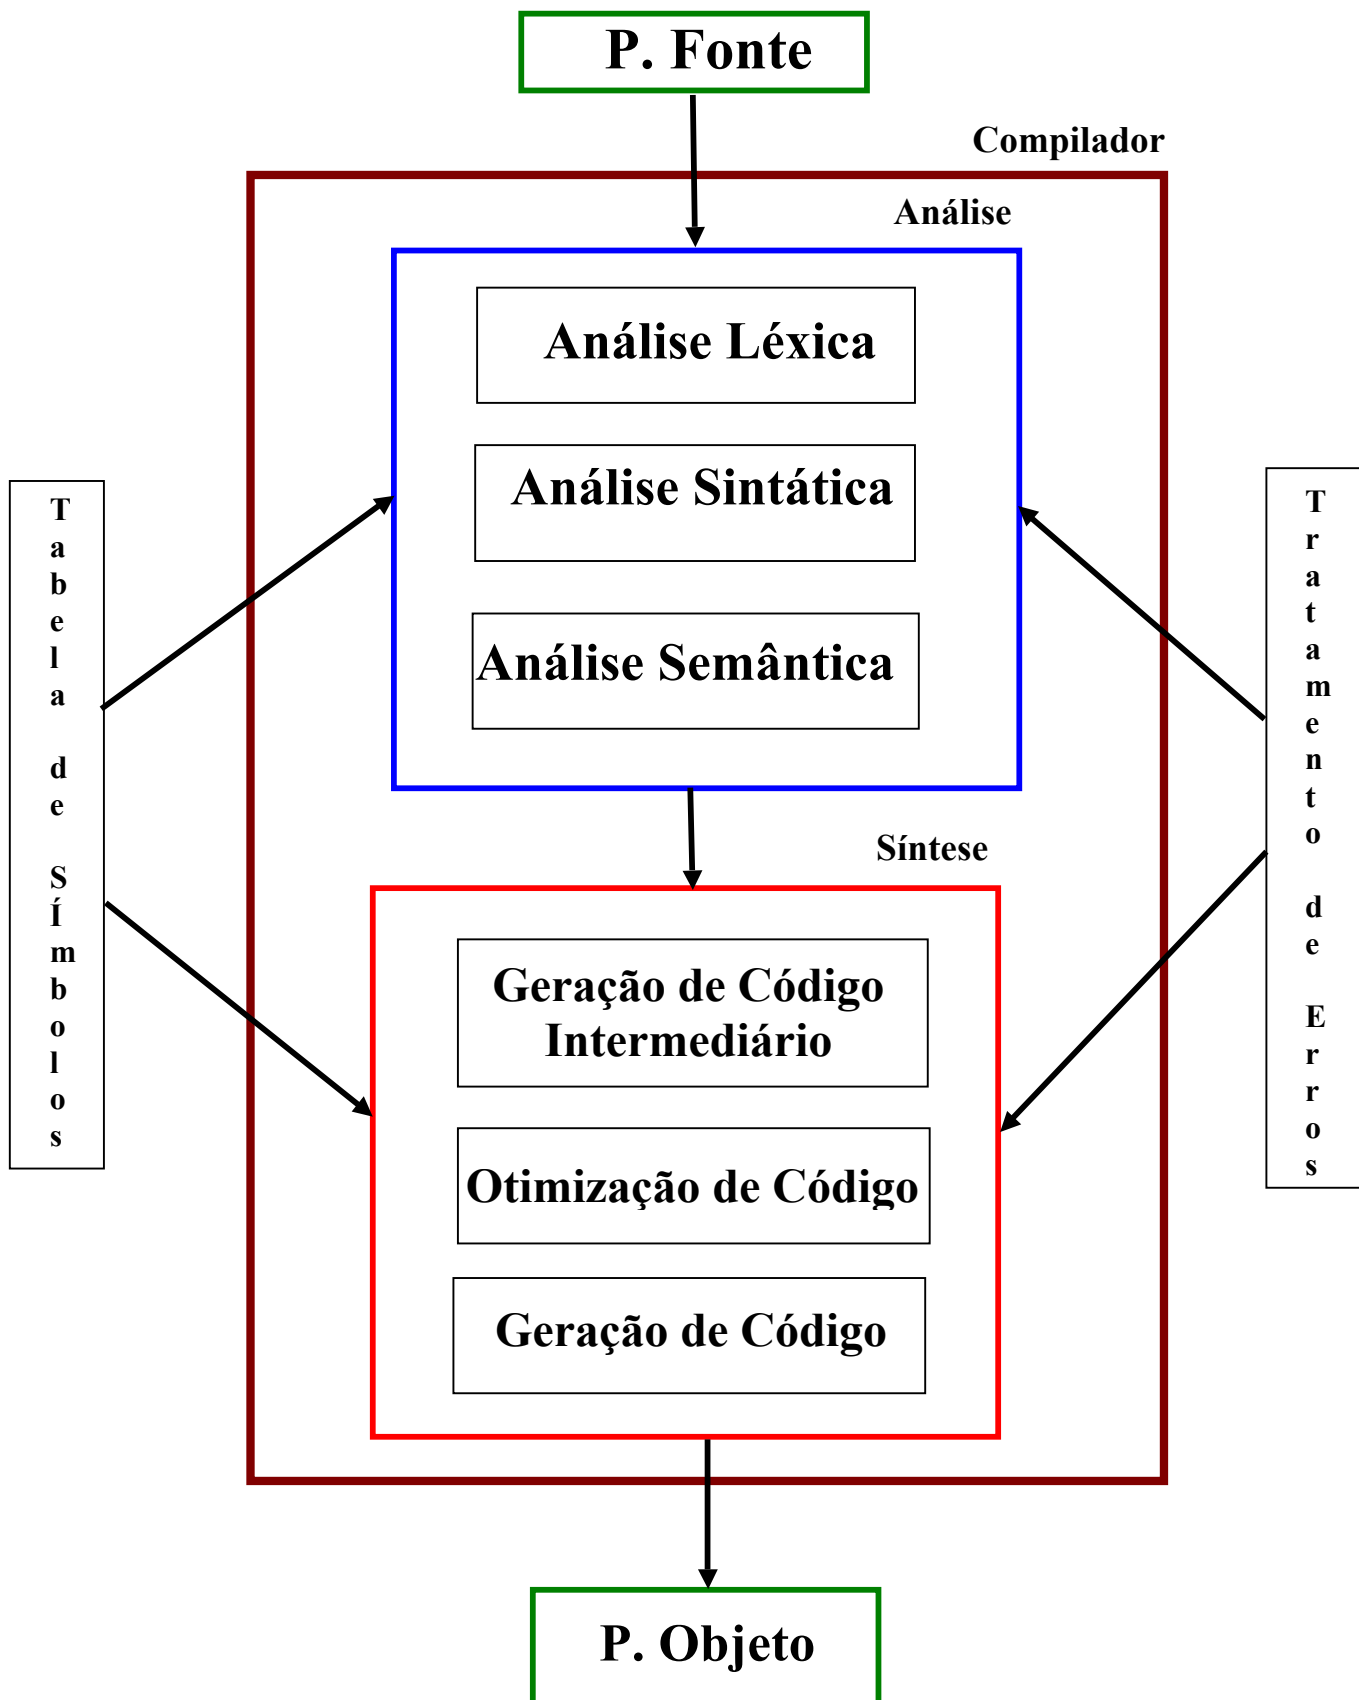 P. Fonte
Compilador
Análise
Análise Léxica
Análise Sintática
Análise Semântica
Tabela de SÍmbolos
Tratamento de Erros
Síntese
Geração de Código
Intermediário
Otimização de Código
Geração de Código
P. Objeto